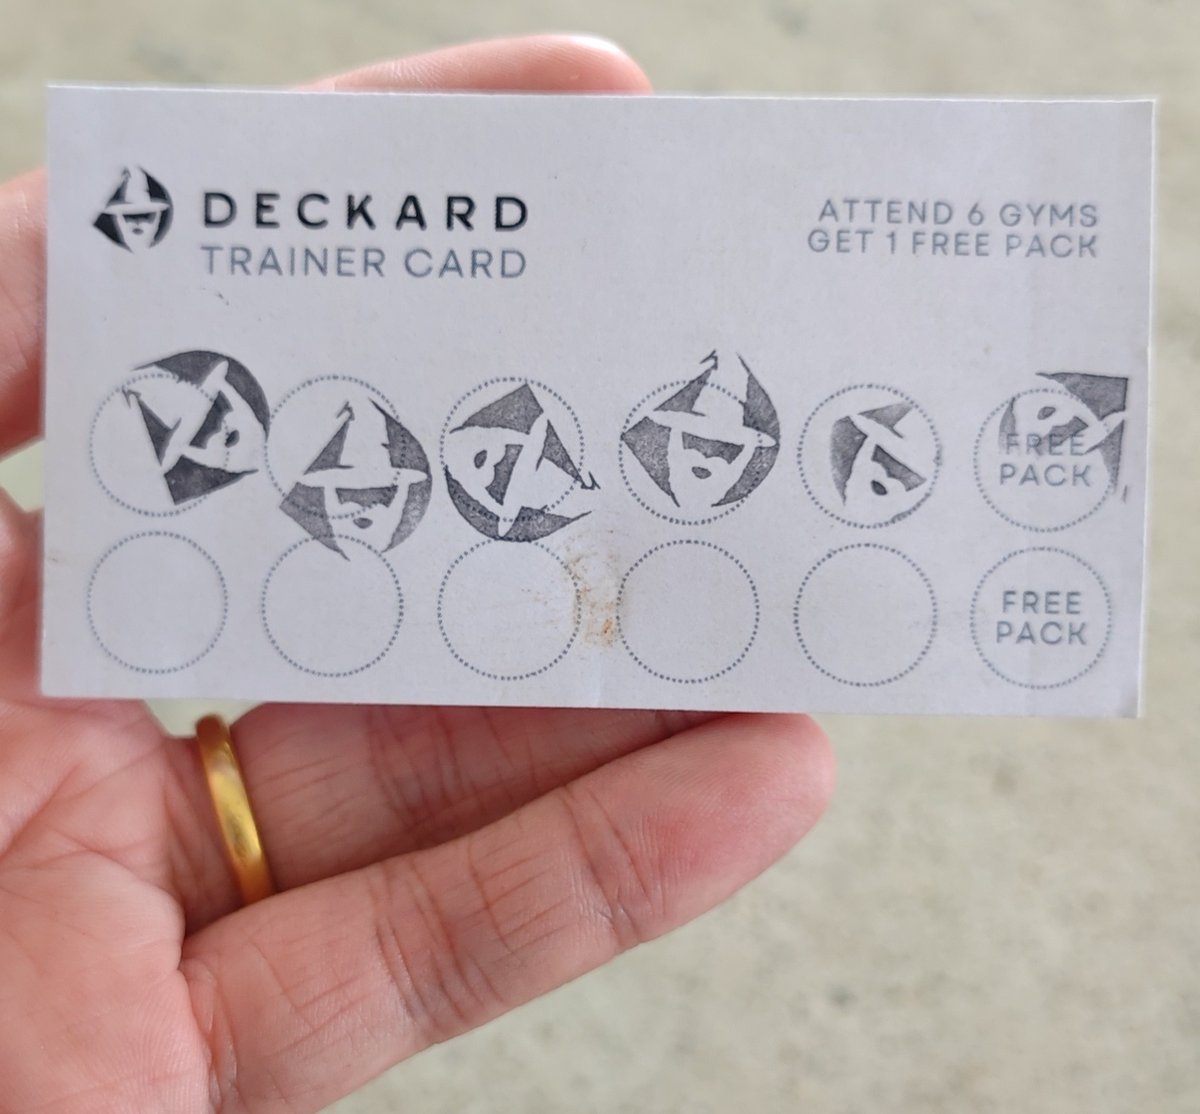 DECKARD
TRAINER CARD
ATTEND 6 GYMS
GET 1 FREE PACK
FREE
PACK
FREE
PACK